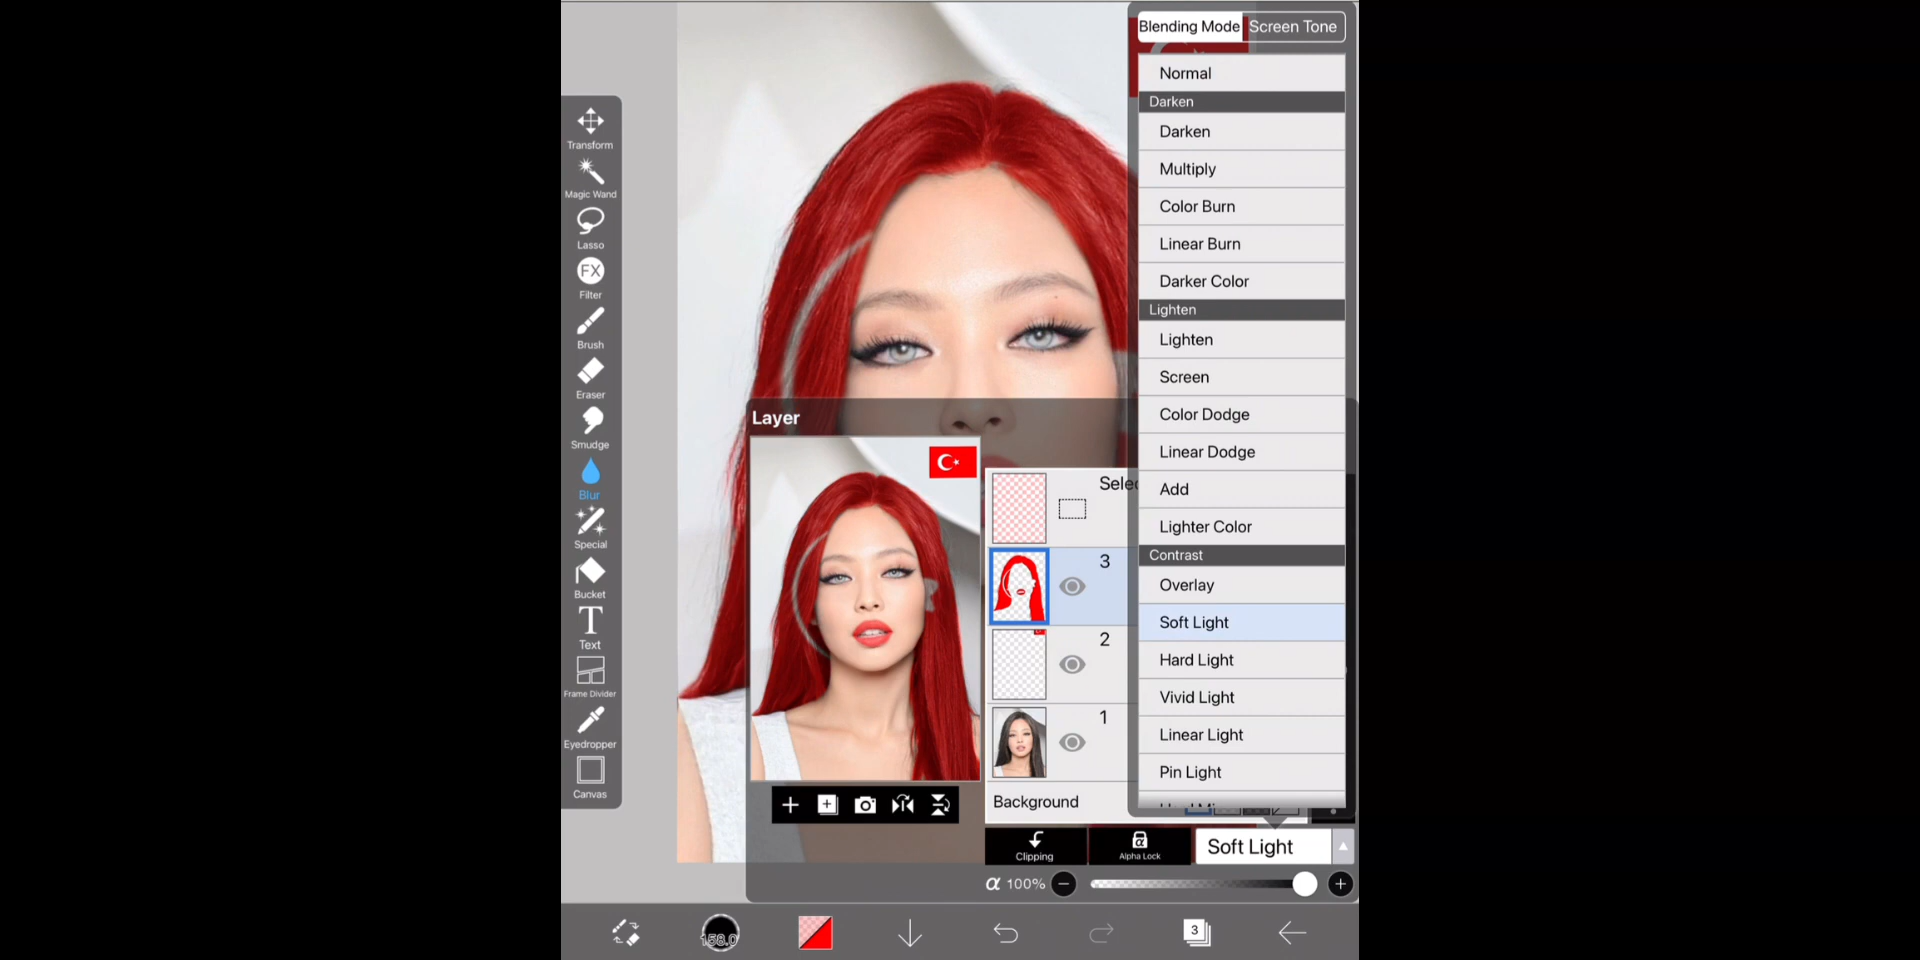 Blending Mode
Screen Tone
Normal
Darken
Darken
Multiply
Color Burn
Linear Burn
Darker Color
Lighten
Lighten
Screen
Color Dodge
Linear Dodge
Add
Lighter Color
Contrast
Overlay
Soft Light
Hard Light
Vivid Light
Linear Light
Pin Light
Transform
Magic Wand
Lasso
FX
Filter
Brush
Eraser
Smudge
Blur
Special
Bucket
T
Text
Frame Divider
Eyedropper
Canvas
Layer
3
2
1
Background
Clipping
α
Alpha Lock
Soft Light
α 100%
158.0
3